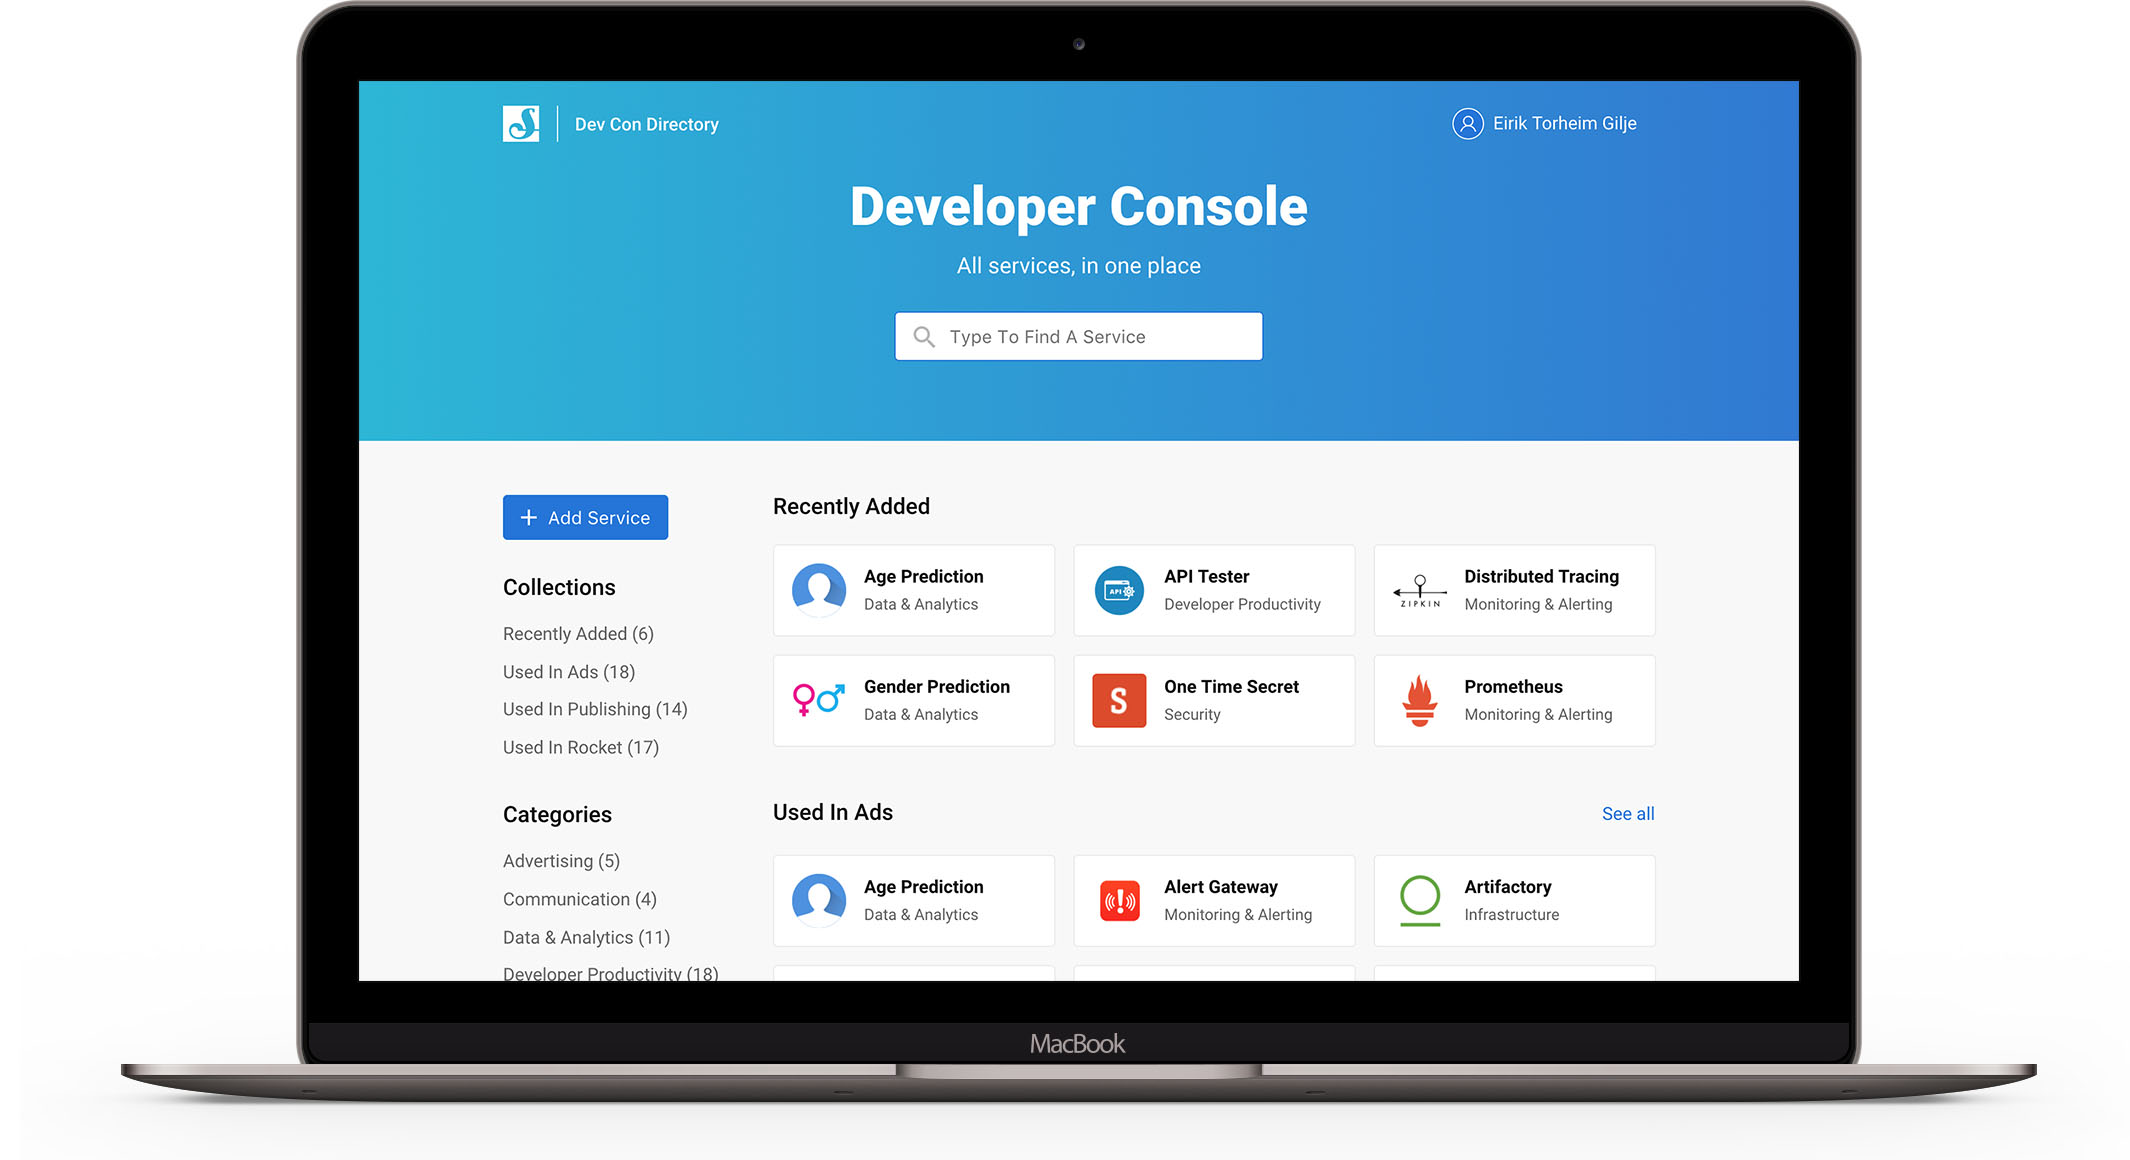 Dev Con Directory
Eirik Torheim Gilje
Developer Console
All services, in one place
Type To Find A Service
+ Add Service
Collections
Recently Added (6)
Used In Ads (18)
Used In Publishing (14)
Used In Rocket (17)
Categories
Advertising (5)
Communication (4)
Data & Analytics (11)
Developer Productivity (18)
Recently Added
Age Prediction
Data & Analytics
API
API Tester
Developer Productivity
ZIPKIN
Distributed Tracing
Monitoring & Alerting
Gender Prediction
Data & Analytics
S
One Time Secret
Security
Prometheus
Monitoring & Alerting
Used In Ads
See all
Age Prediction
Data & Analytics
Alert Gateway
Monitoring & Alerting
Artifactory
Infrastructure
MacBook